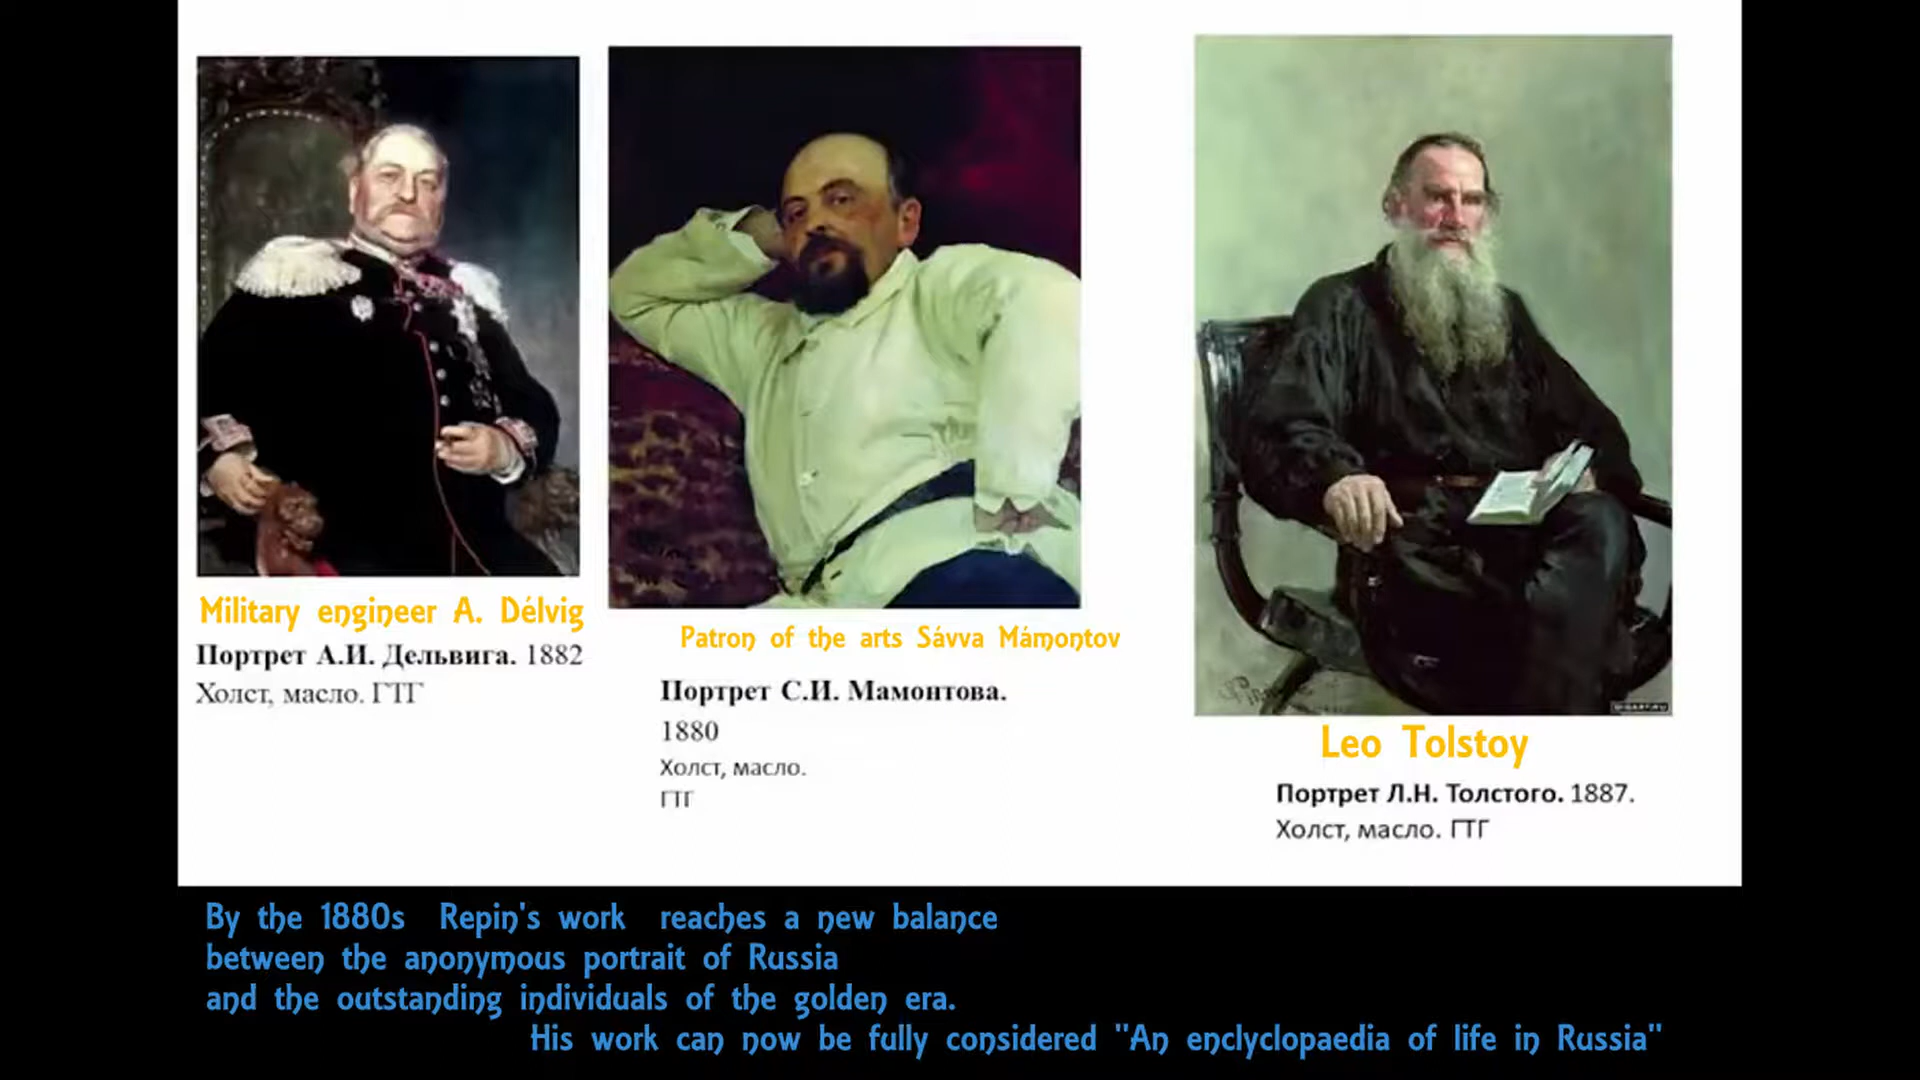 Military engineer A. Délvig
Портрет А.И. Дельвига. 1882
Холст, масло. ГТГ
Patron of the arts Sávva Mámontov
Портрет С.И. Мамонтова.
1880
Холст, масло.
ГТГ
Leo Tolstoy
Портрет Л.Н. Толстого. 1887.
Холст, масло. ГТГ
By the 1880s Repin's work reaches a new balance
between the anonymous portrait of Russia
and the outstanding individuals of the golden era.
His work can now be fully considered "An enclyclopaedia of life in Russia"